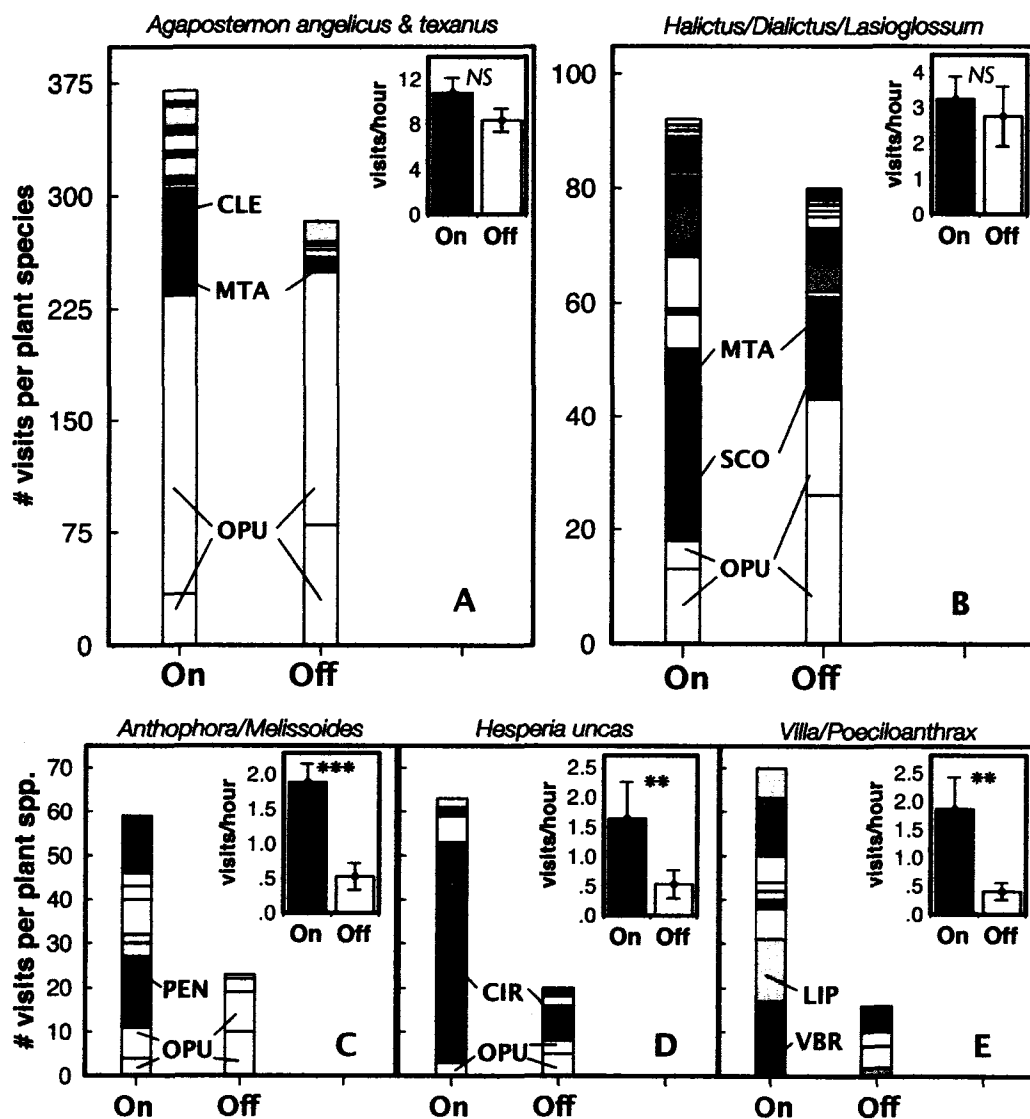 Agapostemon angelicus & texanus
# visits per plant species
375
300
225
150
75
0
CLE
MTA
OPU
A
On Off
visits/hour
12
8
4
0
NS
On Off
Halictus/Dialictus/Lasioglossum
100
80
60
40
20
0
MTA
SCO
OPU
B
On Off
visits/hour
4
3
2
1
0
NS
On Off
Anthophora/Melissoides
# visits per plant spp.
70
60
50
40
30
20
10
0
PEN
OPU
C
On Off
visits/hour
2.0
1.5
1.0
.5
.0
***
On Off
Hesperia uncas
CIR
OPU
D
On Off
visits/hour
2.5
2.0
1.5
1.0
.5
.0
**
On Off
Villa/Poeciloanthrax
LIP
VBR
E
On Off
visits/hour
2.5
2.0
1.5
1.0
.5
.0
**
On Off